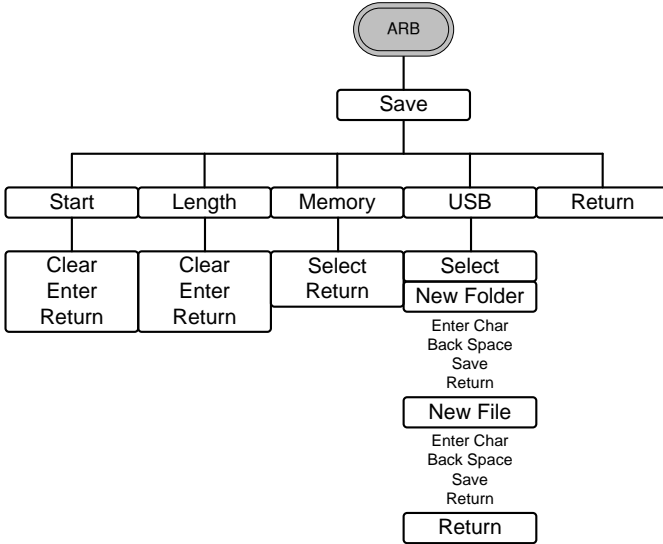 ARB
Save
Start
Length
Memory
USB
Return
Clear
Enter
Return
Clear
Enter
Return
Select
Return
Select
New Folder
Enter Char
Back Space
Save
Return
New File
Enter Char
Back Space
Save
Return
Return